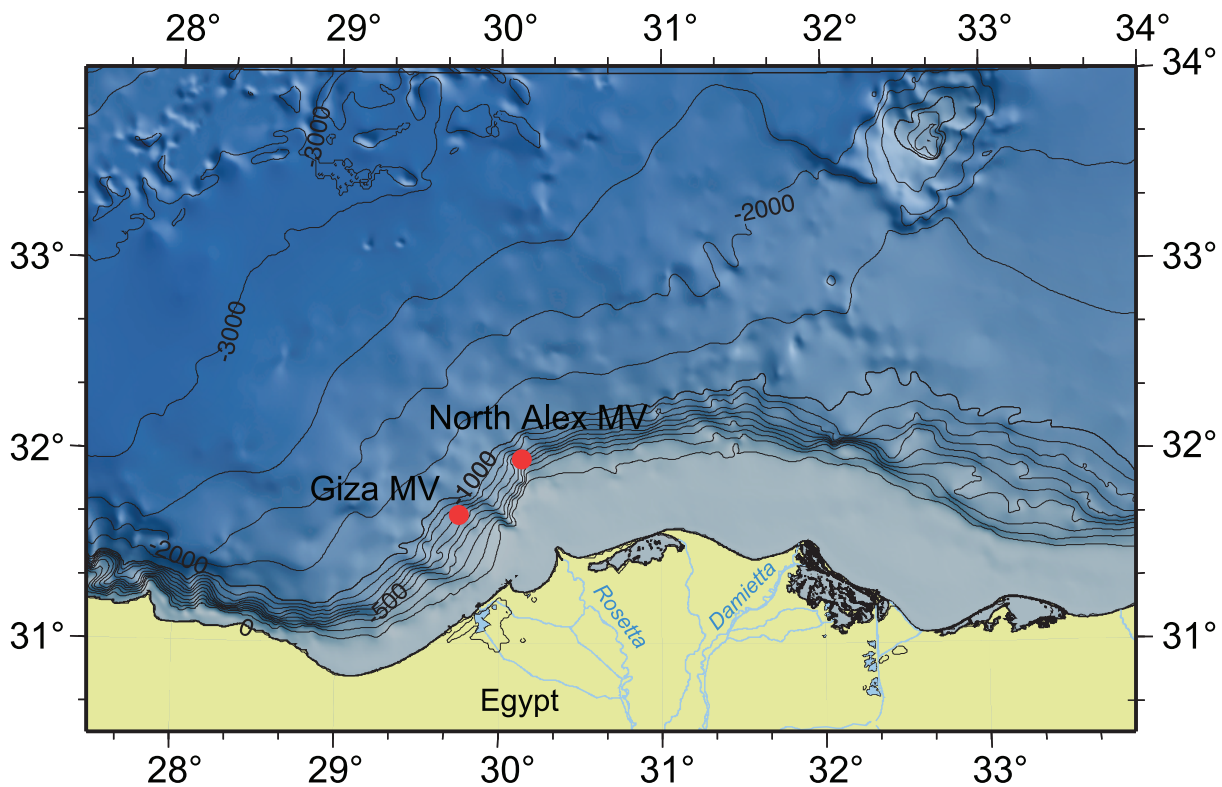 28° 29° 30° 31° 32° 33° 34°
34°
-3000
-2000
33° 33°
-3000
North Alex MV
32° 32°
-1000
Giza MV
-2000
-500
Rosetta
Damietta
0
31° 31°
Egypt
28° 29° 30° 31° 32° 33°